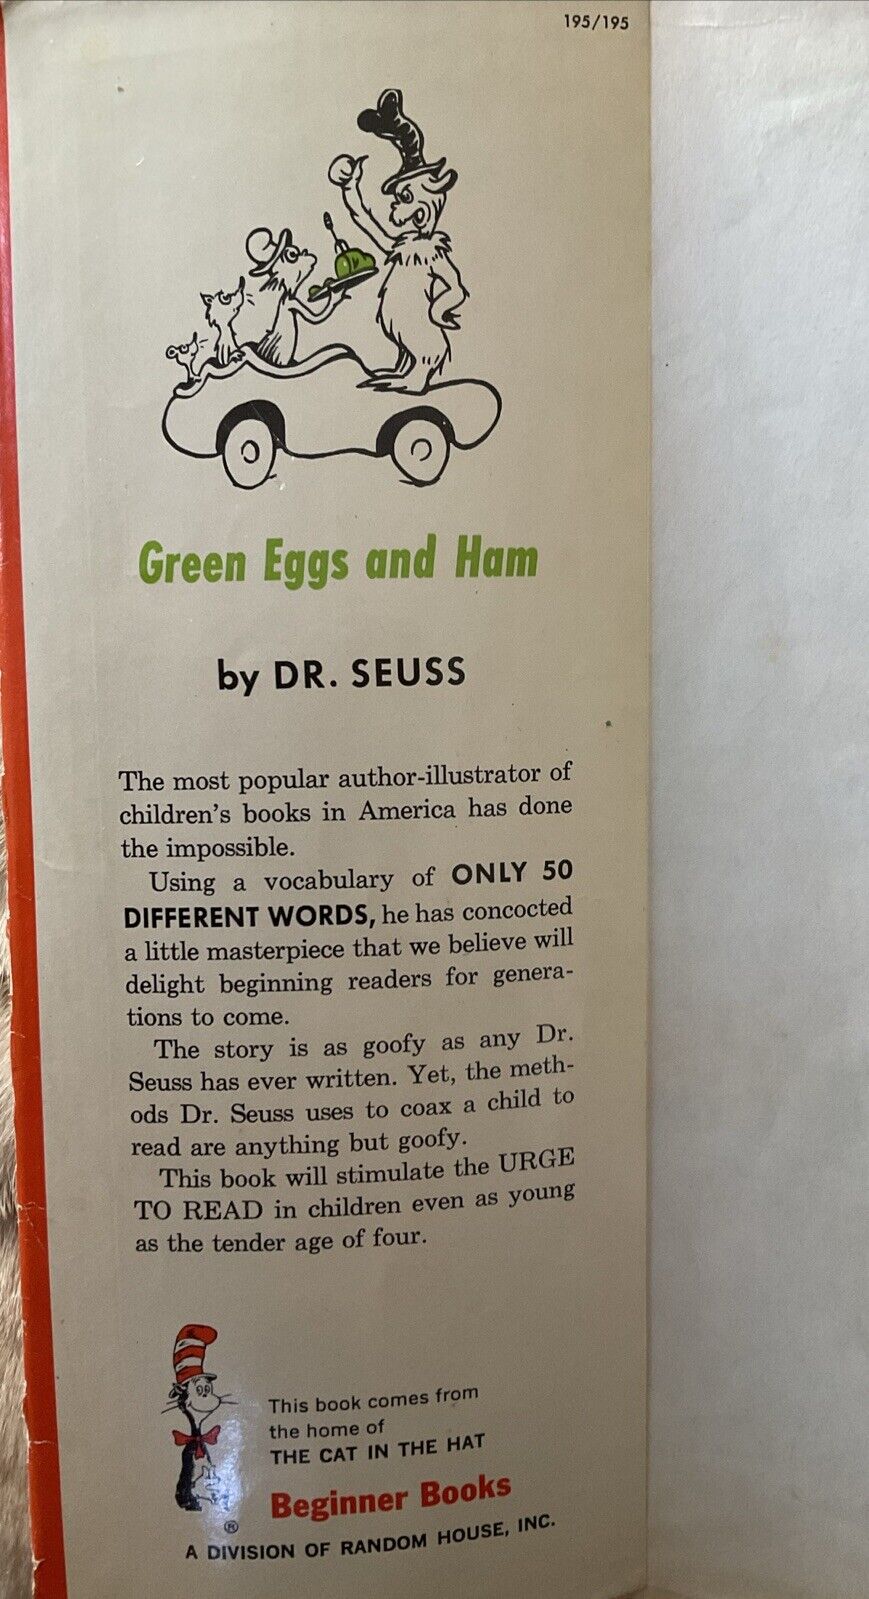 195/195
Green Eggs and Ham
by DR. SEUSS
The most popular author-illustrator of
children's books in America has done
the impossible.
Using a vocabulary of ONLY 50
DIFFERENT WORDS, he has concocted
a little masterpiece that we believe will
delight beginning readers for genera-
tions to come.
The story is as goofy as any Dr.
Seuss has ever written. Yet, the meth-
ods Dr. Seuss uses to coax a child to
read are anything but goofy.
This book will stimulate the URGE
TO READ in children even as young
as the tender age of four.
This book comes from
the home of
THE CAT IN THE HAT
Beginner Books
®
A DIVISION OF RANDOM HOUSE, INC.